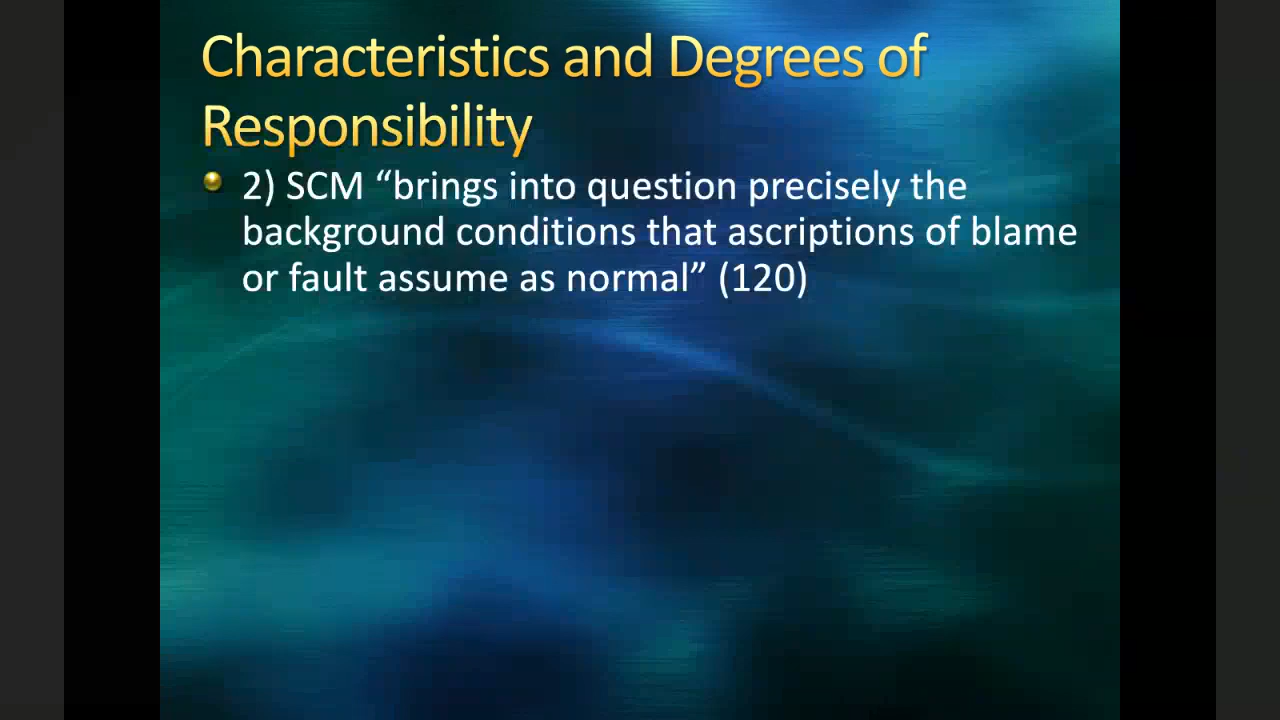 Characteristics and Degrees of
Responsibility
2) SCM “brings into question precisely the
background conditions that ascriptions of blame
or fault assume as normal” (120)